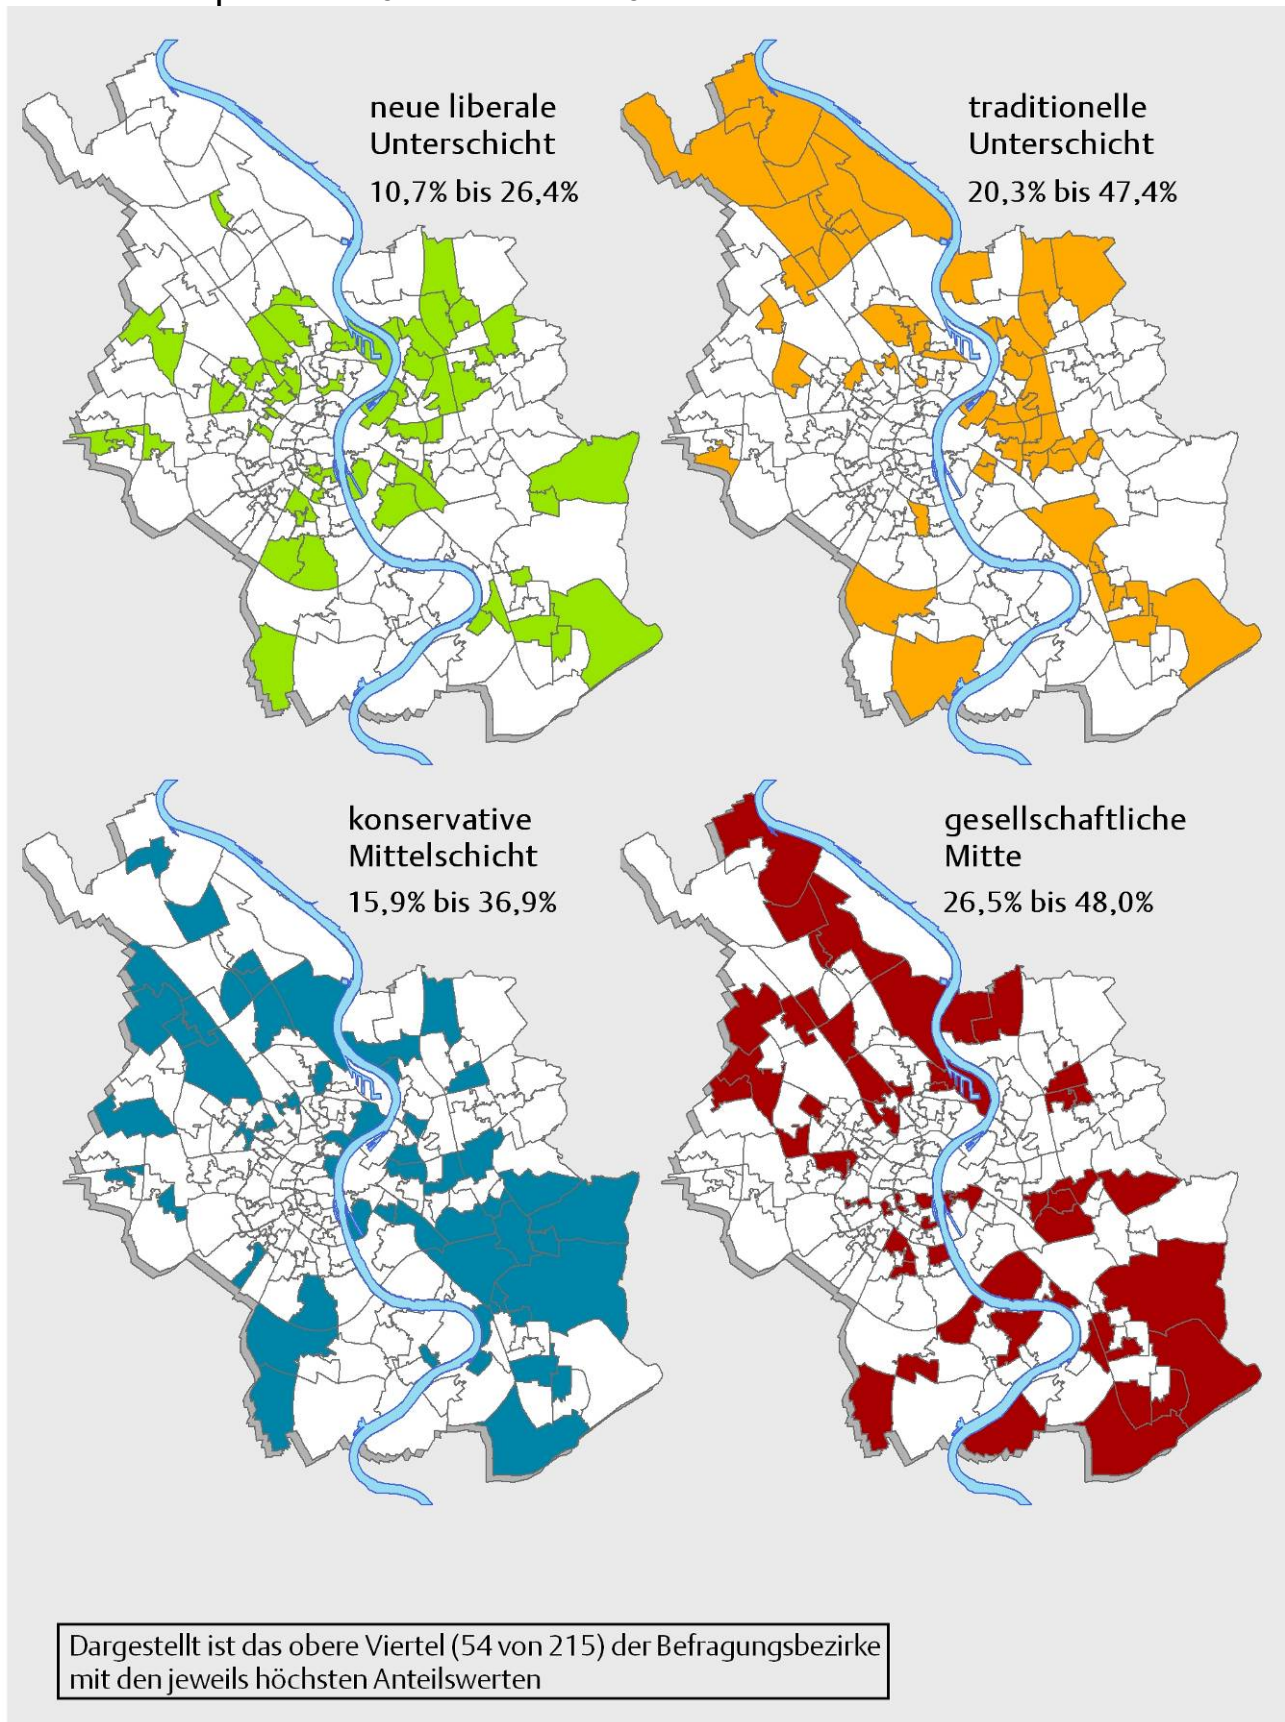 neue liberale
Unterschicht
10,7% bis 26,4%
traditionelle
Unterschicht
20,3% bis 47,4%
konservative
Mittelschicht
15,9% bis 36,9%
gesellschaftliche
Mitte
26,5% bis 48,0%
Dargestellt ist das obere Viertel (54 von 215) der Befragungsbezirke
mit den jeweils höchsten Anteilswerten